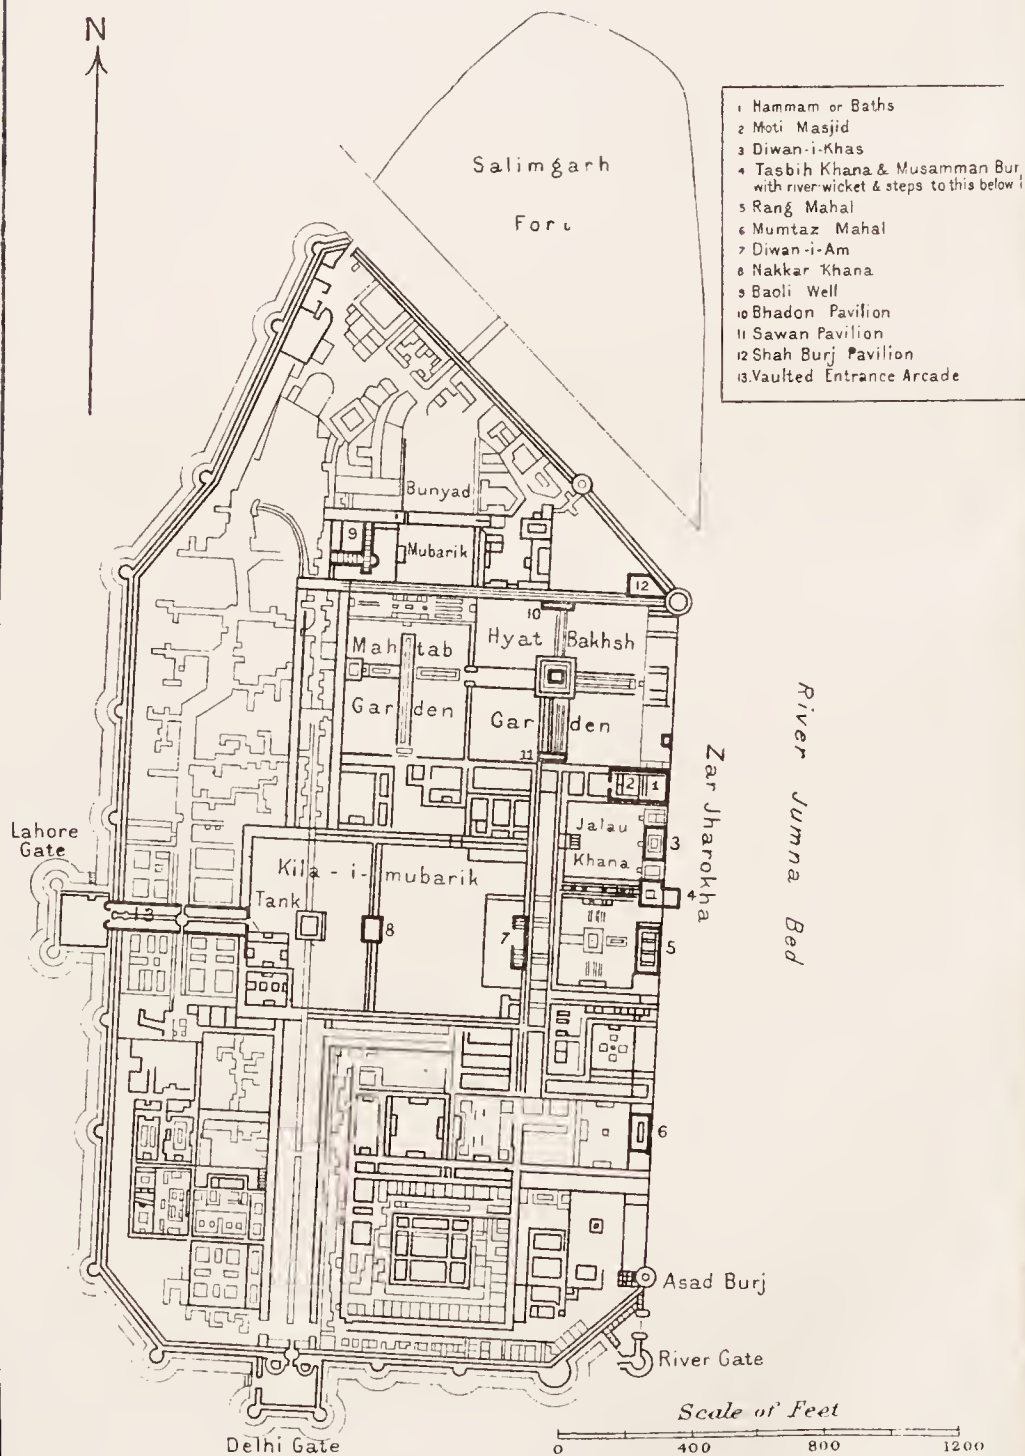 N
Salimgarh
Fort
1 Hammam or Baths
2 Moti Masjid
3 Diwan-i-Khas
4 Tasbih Khana & Musamman Bur
with river-wicket & steps to this below i
5 Rang Mahal
6 Mumtaz Mahal
7 Diwan-i-Am
8 Nakkar Khana
9 Baoli Well
10 Bhadon Pavilion
11 Sawan Pavilion
12 Shah Burj Pavilion
13. Vaulted Entrance Arcade
Bunyad
9
Mubarik
12
10
Mahtab
Hyat Bakhsh
Garden
Garden
11
River Jumna Bed
Zar Jharokha
2
1
Jalau
Khana
3
Lahore
Gate
Kila-i-mubarik
Tank
4
13
8
7
5
6
Asad Burj
River Gate
Delhi Gate
Scale of Feet
0 400 800 1200